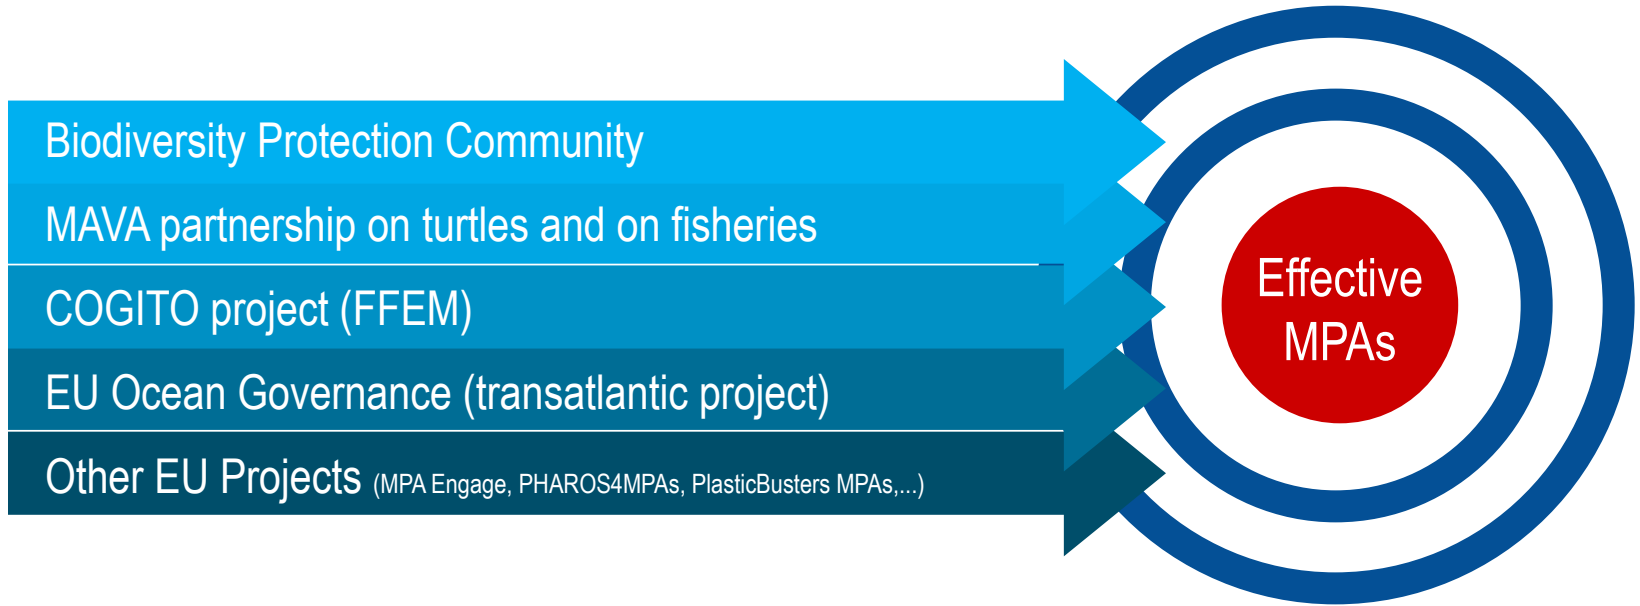 Biodiversity Protection Community
MAVA partnership on turtles and on fisheries
COGITO project (FFEM)
EU Ocean Governance (transatlantic project)
Other EU Projects (MPA Engage, PHAROS4MPAs, PlasticBusters MPAs,...)
Effective
MPAs